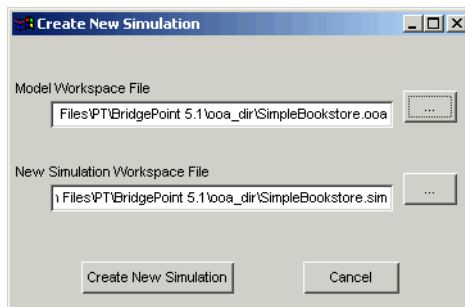 Create New Simulation
Model Workspace File
Files\PT\BridgePoint 5.1\ooa_dir\SimpleBookstore.ooa
...
New Simulation Workspace File
Files\PT\BridgePoint 5.1\ooa_dir\SimpleBookstore.sim
...
Create New Simulation
Cancel